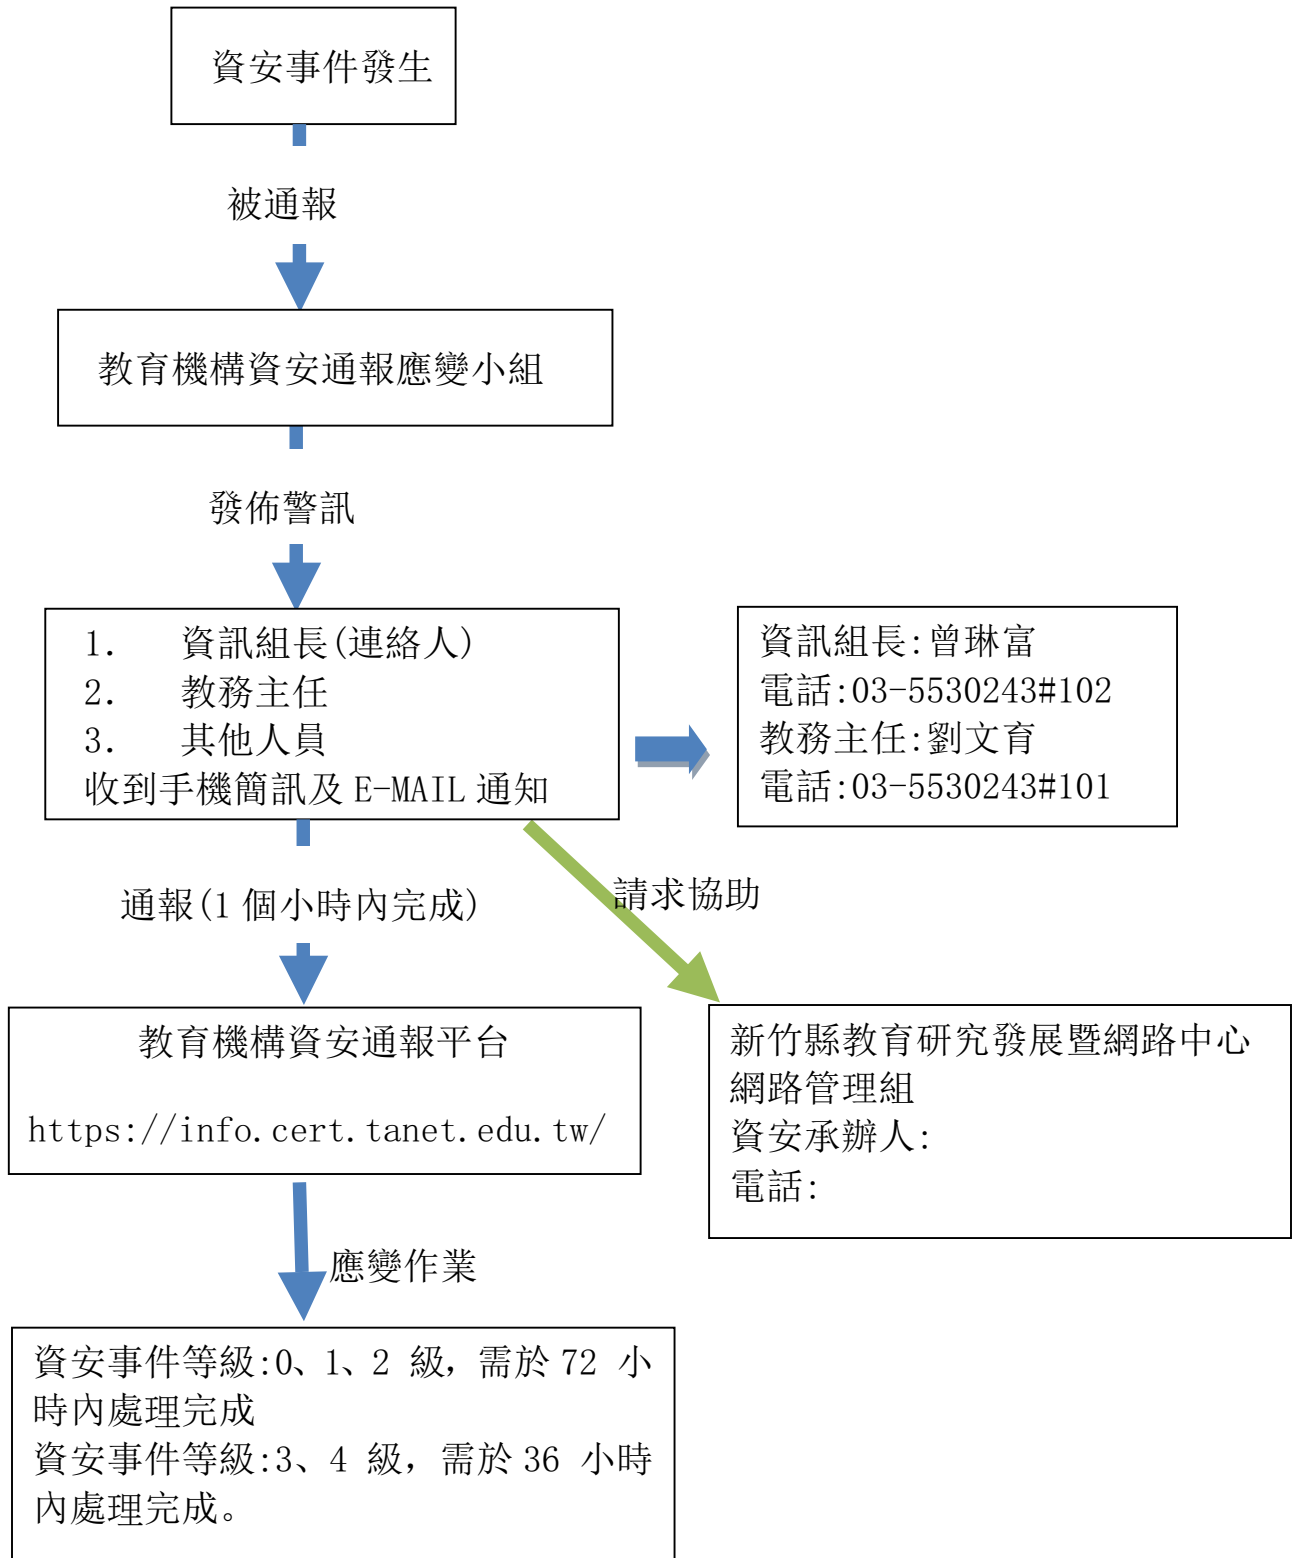 資安事件發生
被通報
教育機構資安通報應變小組
發佈警訊
1. 資訊組長(連絡人)
2. 教務主任
3. 其他人員
收到手機簡訊及 E-MAIL 通知
資訊組長:曾琳富
電話:03-5530243#102
教務主任:劉文育
電話:03-5530243#101
通報(1 個小時內完成)
請求協助
教育機構資安通報平台
https://info.cert.tanet.edu.tw/
新竹縣教育研究發展暨網路中心
網路管理組
資安承辦人:
電話:
應變作業
資安事件等級:0、1、2 級，需於 72 小
時內處理完成
資安事件等級:3、4 級，需於 36 小時
內處理完成。